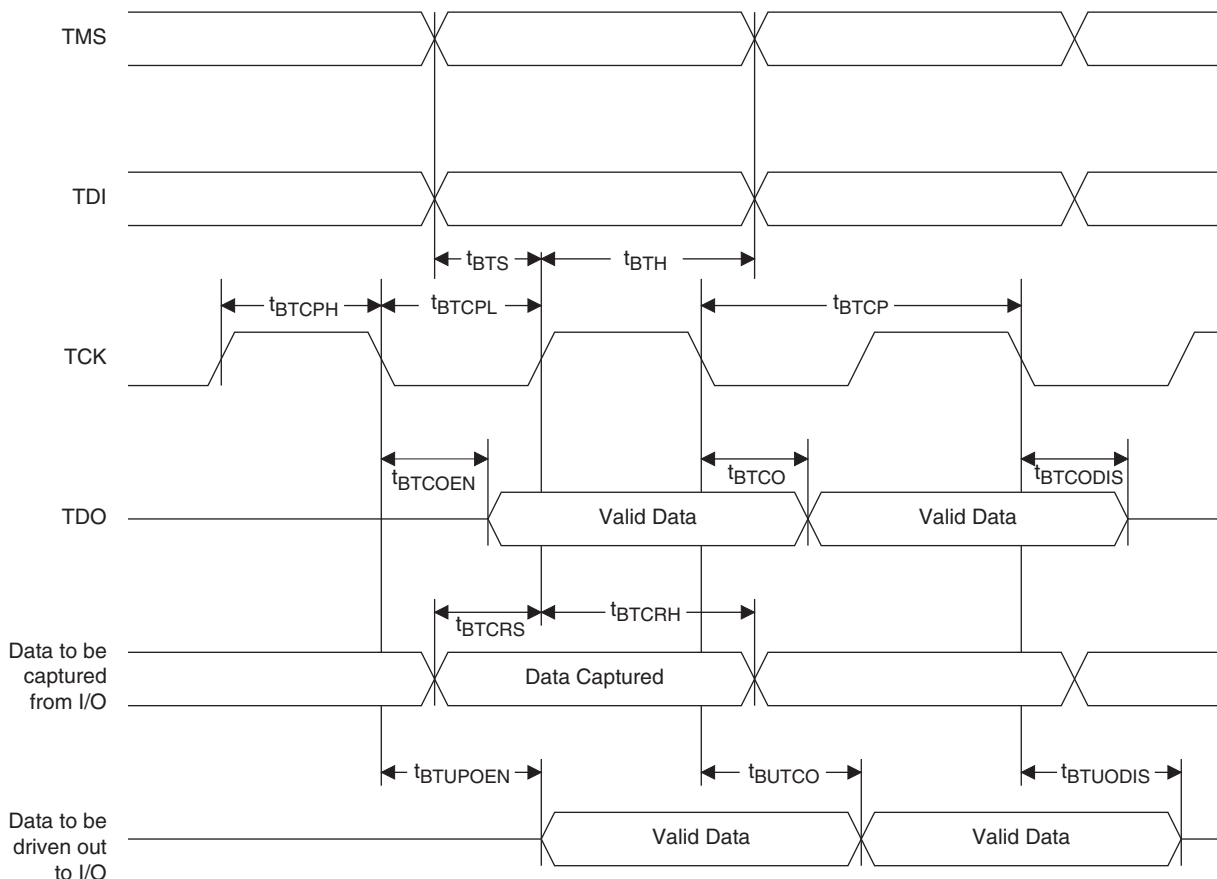 TMS
TDI
tBTS
tBTH
tBTCPH
tBTCPL
tBTCP
TCK
tBTCOEN
tBTCO
tBTCODIS
TDO
Valid Data
Valid Data
tBTCRS
tBTCRH
Data to be
captured
from I/O
Data Captured
tBTUPOEN
tBUTCO
tBTUODIS
Data to be
driven out
to I/O
Valid Data
Valid Data